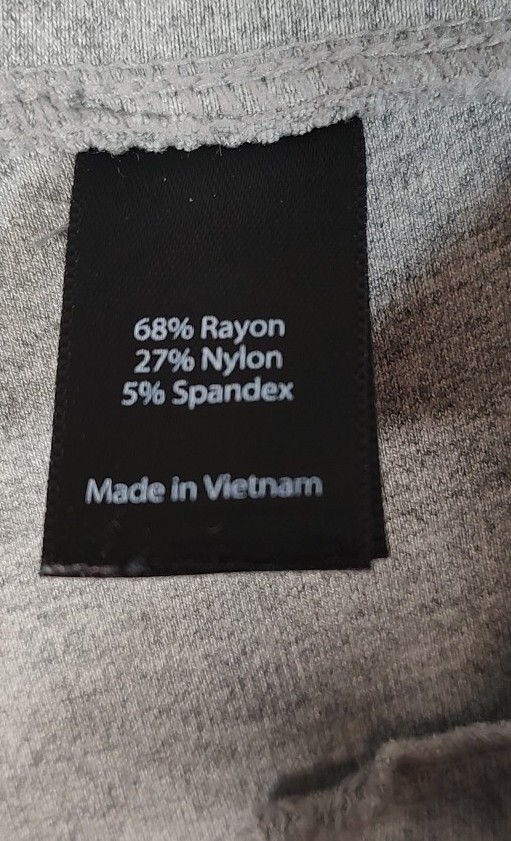 68% Rayon
27% Nylon
5% Spandex
Made in Vietnam